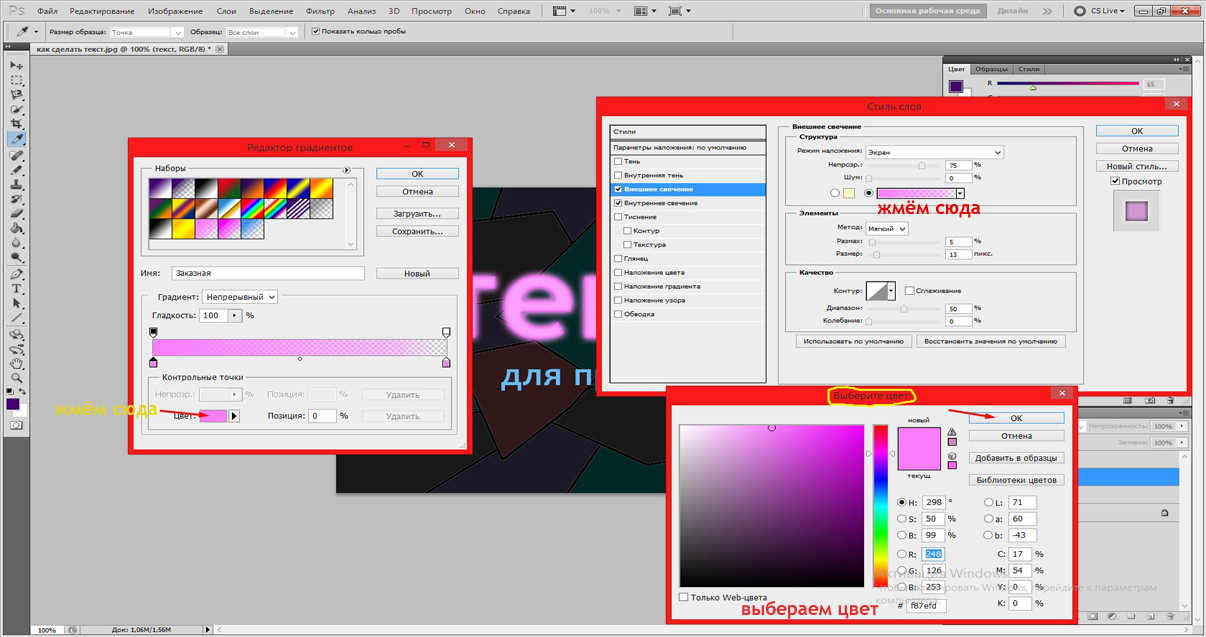 Ps Файл Редактирование Изображение Слои Выделение Фильтр Анализ 3D Просмотр Окно Справка 100% Основная рабочая среда Дизайн CS Live
Размер образца: Точка Образец: Все слои Показать кольцо пробы
как сделать текст.jpg @ 100% (текст, RGB/8) *
Цвет Образцы Стили
R 65
Редактор градиентов
Наборы
ОК
Отмена
Загрузить...
Сохранить...
Имя: Заказная
Новый
Градиент: Непрерывный
Гладкость: 100 %
Контрольные точки
Непрозр.: % Позиция: % Удалить
жмём сюда
Цвет: Позиция: 0 % Удалить
тек
для п
Стиль слоя
Стили
Параметры наложения: по умолчанию
Тень
Внутренняя тень
Внешнее свечение
Внутреннее свечение
Тиснение
Контур
Текстура
Глянец
Наложение цвета
Наложение градиента
Наложение узора
Обводка
Внешнее свечение
Структура
Режим наложения: Экран
Непрозр.: 75 %
Шум: 0 %
жмём сюда
Элементы
Метод: Мягкий
Размах: 5 %
Размер: 13 пикс.
Качество
Контур: Сглаживание
Диапазон: 50 %
Колебание: 0 %
Использовать по умолчанию Восстановить значения по умолчанию
ОК
Отмена
Новый стиль...
Просмотр
Выберите цвет:
новый
текущ
ОК
Отмена
Добавить в образцы
Библиотеки цветов
H: 298 ° L: 71
S: 50 % a: 60
B: 99 % b: -43
R: 248 C: 17 %
G: 126 M: 54 %
B: 253 Y: 0 %
# f87efd K: 0 %
Только Web-цвета
выбераем цвет
Непрозрачность: 100%
Заливка: 100%
Активация Windows
Чтобы активировать Windows, перейдите к параметрам
компьютера.
100% Док: 1,06M/1,56M